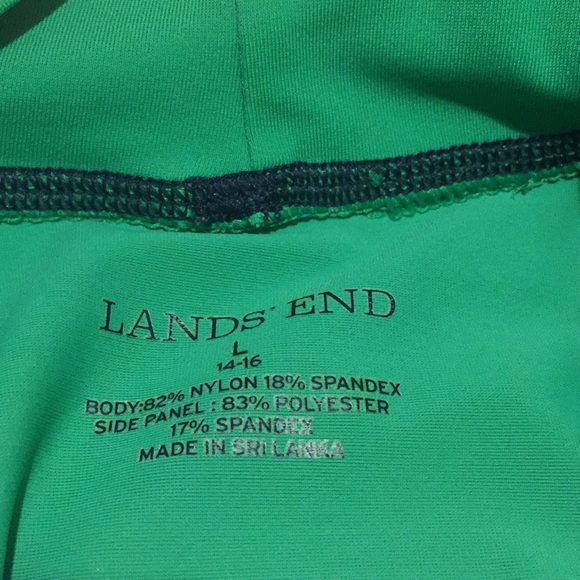 LANDS' END
L
14-16
BODY:82% NYLON 18% SPANDEX
SIDE PANEL : 83% POLYESTER
17% SPANDEX
MADE IN SRI LANKA